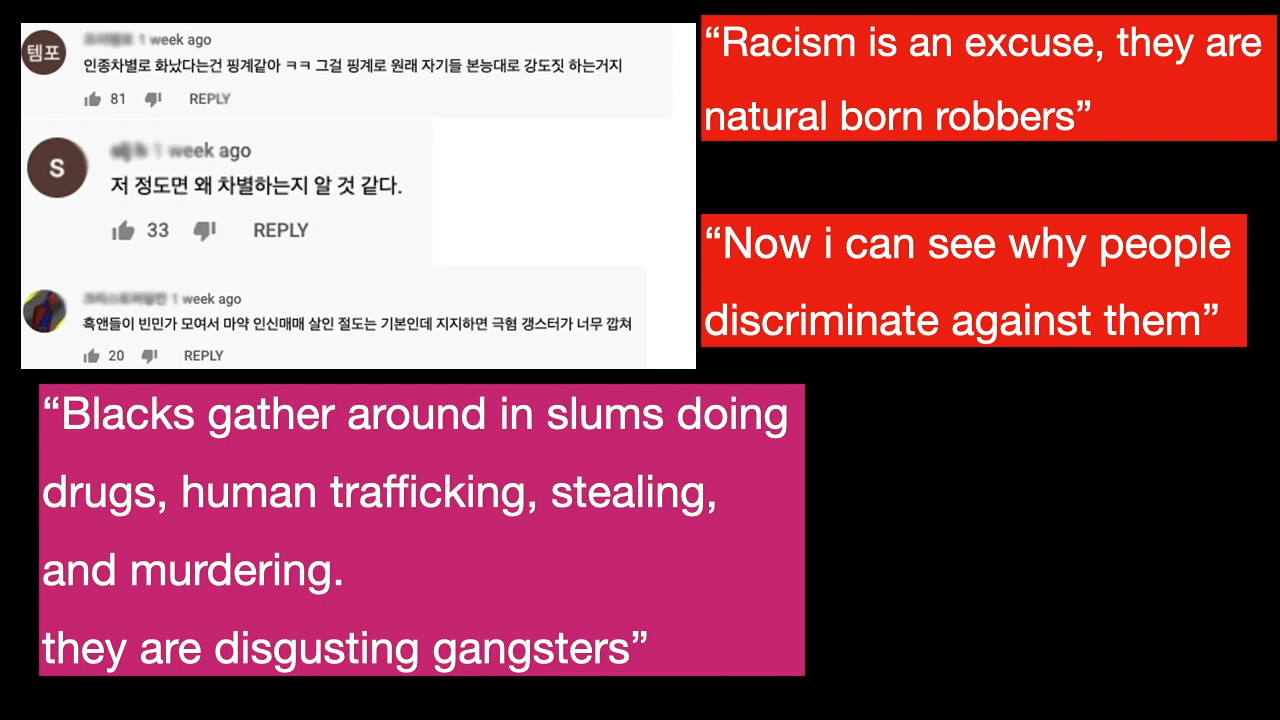 템포
1 week ago
인종차별로 화났다는건 핑계같아 ㅋㅋ 그걸 핑계로 원래 자기들 본능대로 강도짓 하는거지
81 REPLY
S
1 week ago
저 정도면 왜 차별하는지 알 것 같다.
33 REPLY
1 week ago
흑앤들이 빈민가 모여서 마약 인신매매 살인 절도는 기본인데 지지하면 극혐 갱스터가 너무 깝쳐
20 REPLY
“Racism is an excuse, they are
natural born robbers”
“Now i can see why people
discriminate against them”
“Blacks gather around in slums doing
drugs, human trafficking, stealing,
and murdering.
they are disgusting gangsters”